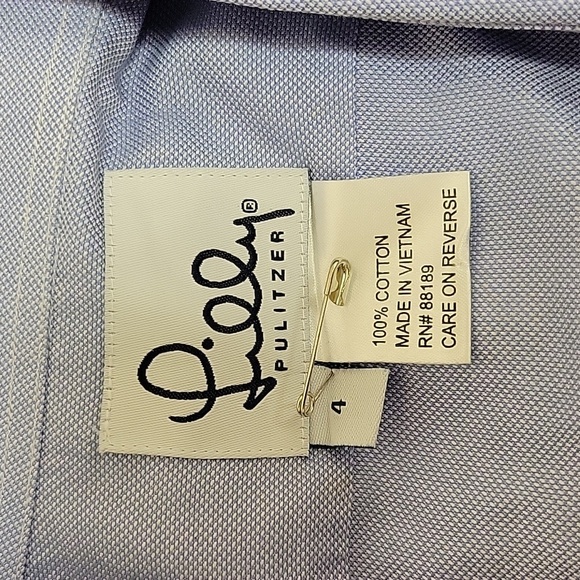 Lilly®
PULITZER
4
100% COTTON
MADE IN VIETNAM
RN# 88189
CARE ON REVERSE